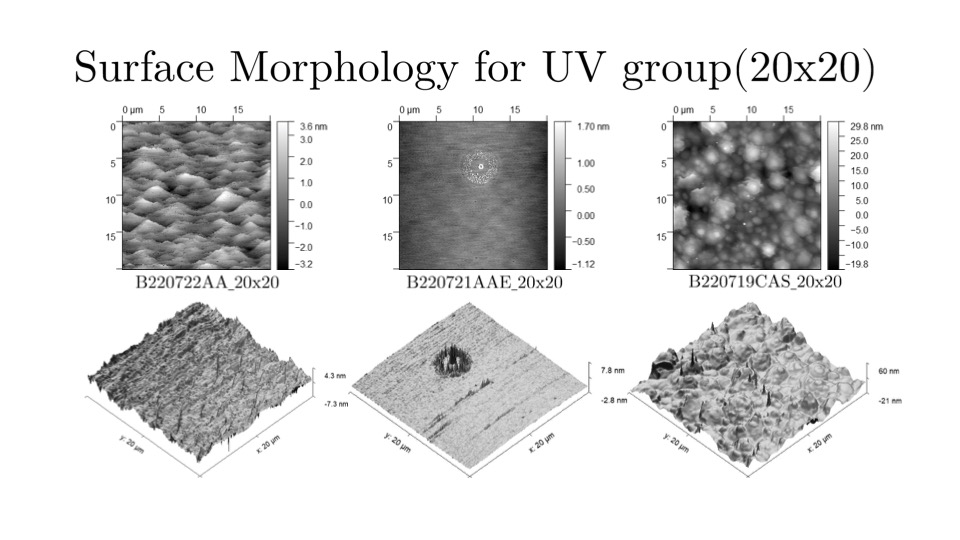 Surface Morphology for UV group(20x20)
0 µm 5 10 15
0
5
10
15
3.6 nm
3.0
2.0
1.0
0.0
−1.0
−2.0
−3.2
B220722AA_20x20
0 µm 5 10 15
0
5
10
15
1.70 nm
1.00
0.50
0.00
−0.50
−1.12
B220721AAE_20x20
0 µm 5 10 15
0
5
10
15
29.8 nm
25.0
20.0
15.0
10.0
5.0
0.0
−5.0
−10.0
−19.8
B220719CAS_20x20
4.3 nm
-7.3 nm
y: 20 µm
x: 20 µm
7.8 nm
-2.8 nm
y: 20 µm
x: 20 µm
60 nm
-21 nm
y: 20 µm
x: 20 µm